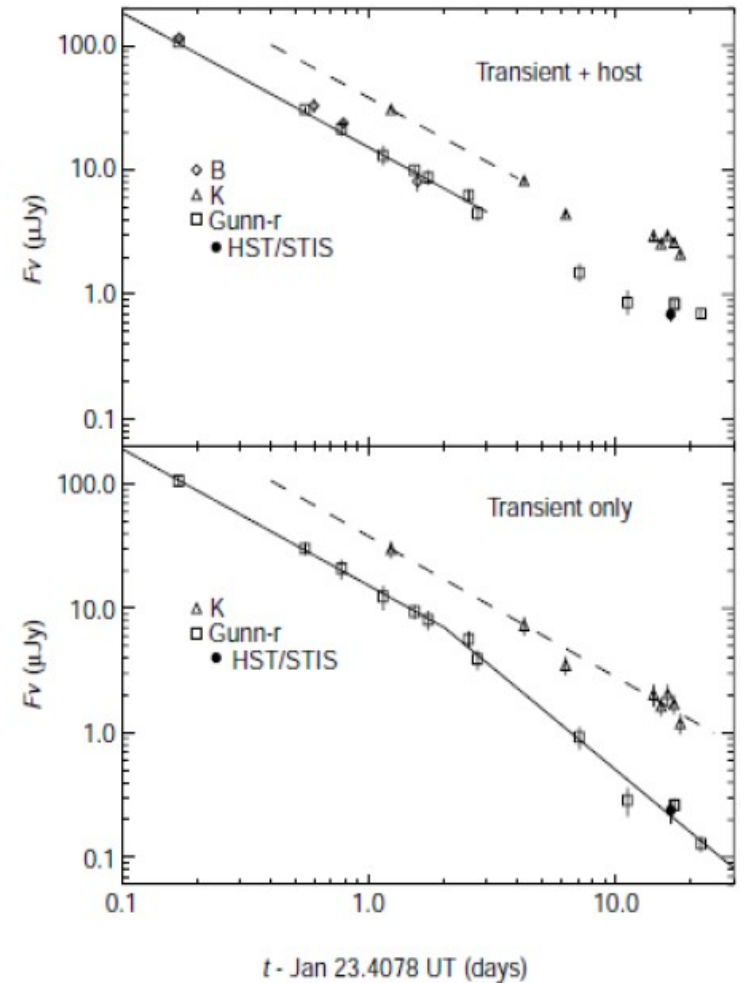 100.0
Transient + host
10.0
B
K
Gunn-r
HST/STIS
Fν (μJy)
1.0
0.1
100.0
Transient only
10.0
K
Gunn-r
HST/STIS
Fν (μJy)
1.0
0.1
0.1 1.0 10.0
t - Jan 23.4078 UT (days)